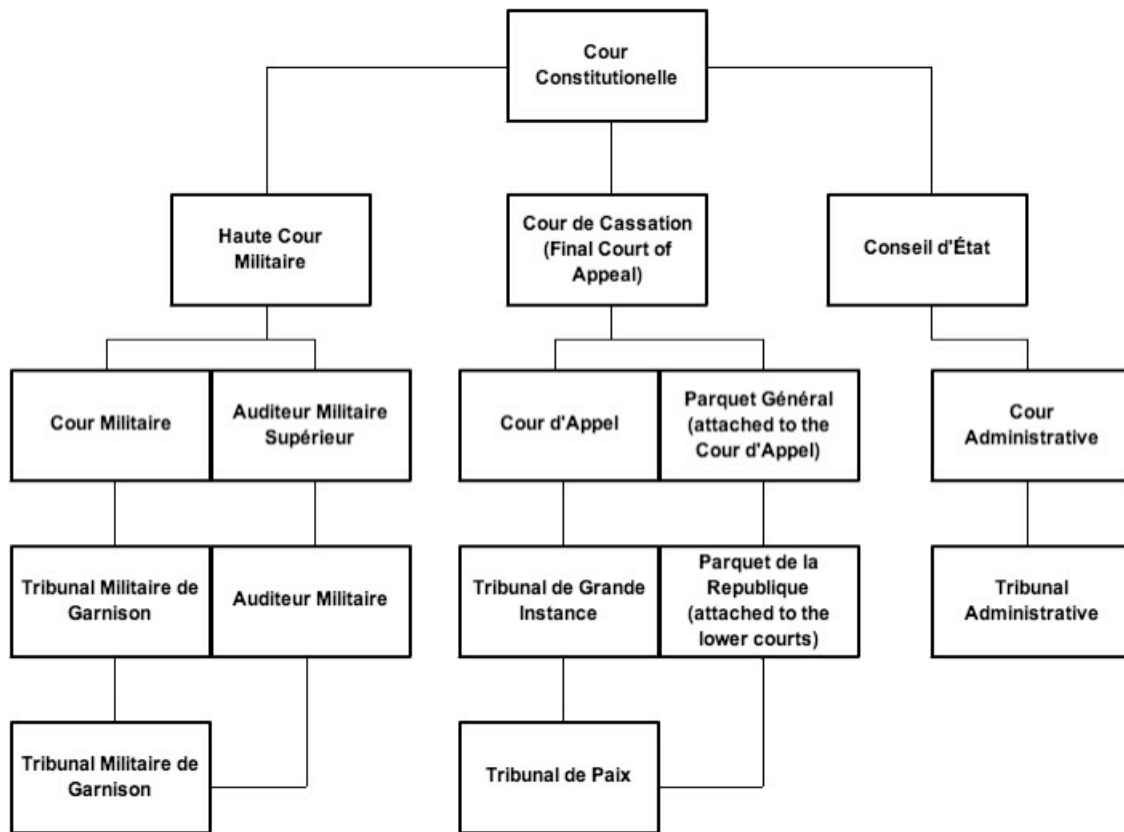 Cour
Constitutionelle
Haute Cour
Militaire
Cour de Cassation
(Final Court of
Appeal)
Conseil d'État
Cour Militaire
Auditeur Militaire
Supérieur
Cour d'Appel
Parquet Général
(attached to the
Cour d'Appel)
Cour
Administrative
Tribunal Militaire de
Garnison
Auditeur Militaire
Tribunal de Grande
Instance
Parquet de la
Republique
(attached to the
lower courts)
Tribunal
Administrative
Tribunal Militaire de
Garnison
Tribunal de Paix